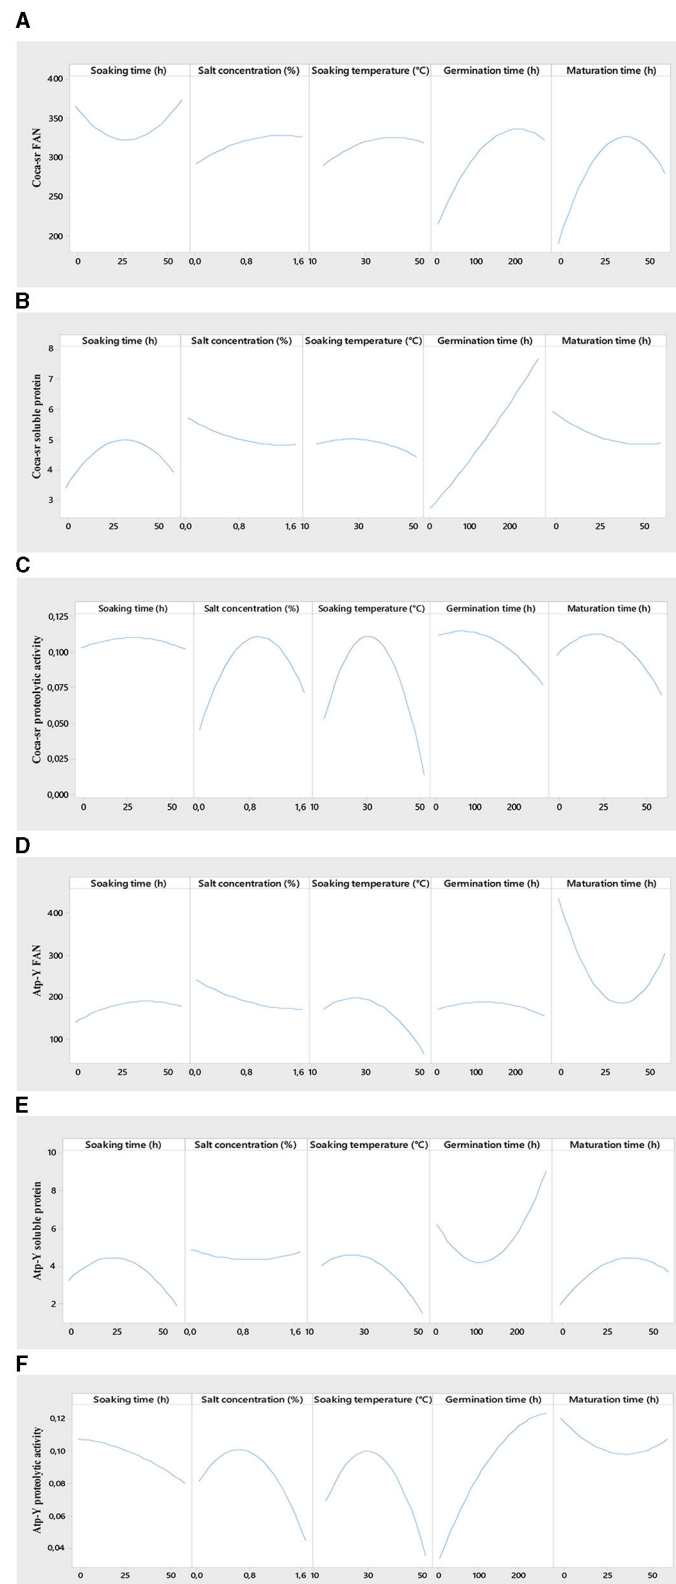 A
Soaking time (h) Salt concentration (%) Soaking temperature (°C) Germination time (h) Maturation time (h)
400
350
300
250
200
Coca-sr FAN
0 25 50 0,0 0,8 1,6 10 30 50 0 100 200 0 25 50
B
Soaking time (h) Salt concentration (%) Soaking temperature (°C) Germination time (h) Maturation time (h)
8
7
6
5
4
3
Coca-sr soluble protein
0 25 50 0,0 0,8 1,6 10 30 50 0 100 200 0 25 50
C
Soaking time (h) Salt concentration (%) Soaking temperature (°C) Germination time (h) Maturation time (h)
0,125
0,100
0,075
0,050
0,025
0,000
Coca-sr proteolytic activity
0 25 50 0,0 0,8 1,6 10 30 50 0 100 200 0 25 50
D
Soaking time (h) Salt concentration (%) Soaking temperature (°C) Germination time (h) Maturation time (h)
400
300
200
100
Atp-Y FAN
0 25 50 0,0 0,8 1,6 10 30 50 0 100 200 0 25 50
E
Soaking time (h) Salt concentration (%) Soaking temperature (°C) Germination time (h) Maturation time (h)
10
8
6
4
2
Atp-Y soluble protein
0 25 50 0,0 0,8 1,6 10 30 50 0 100 200 0 25 50
F
Soaking time (h) Salt concentration (%) Soaking temperature (°C) Germination time (h) Maturation time (h)
0,12
0,10
0,08
0,06
0,04
Atp-Y proteolytic activity
0 25 50 0,0 0,8 1,6 10 30 50 0 100 200 0 25 50